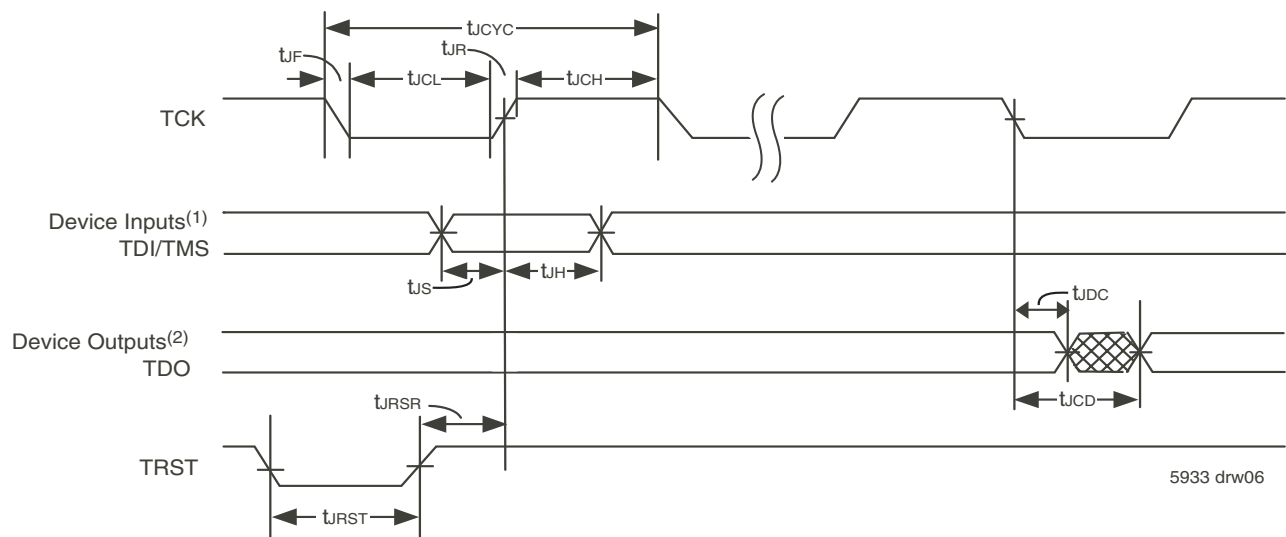 tJCYC
tJF
tJR
tJCL
tJCH
TCK
Device Inputs(1)
TDI/TMS
tJS
tJH
tJDC
Device Outputs(2)
TDO
tJCD
tJRSR
TRST
5933 drw06
tJRST